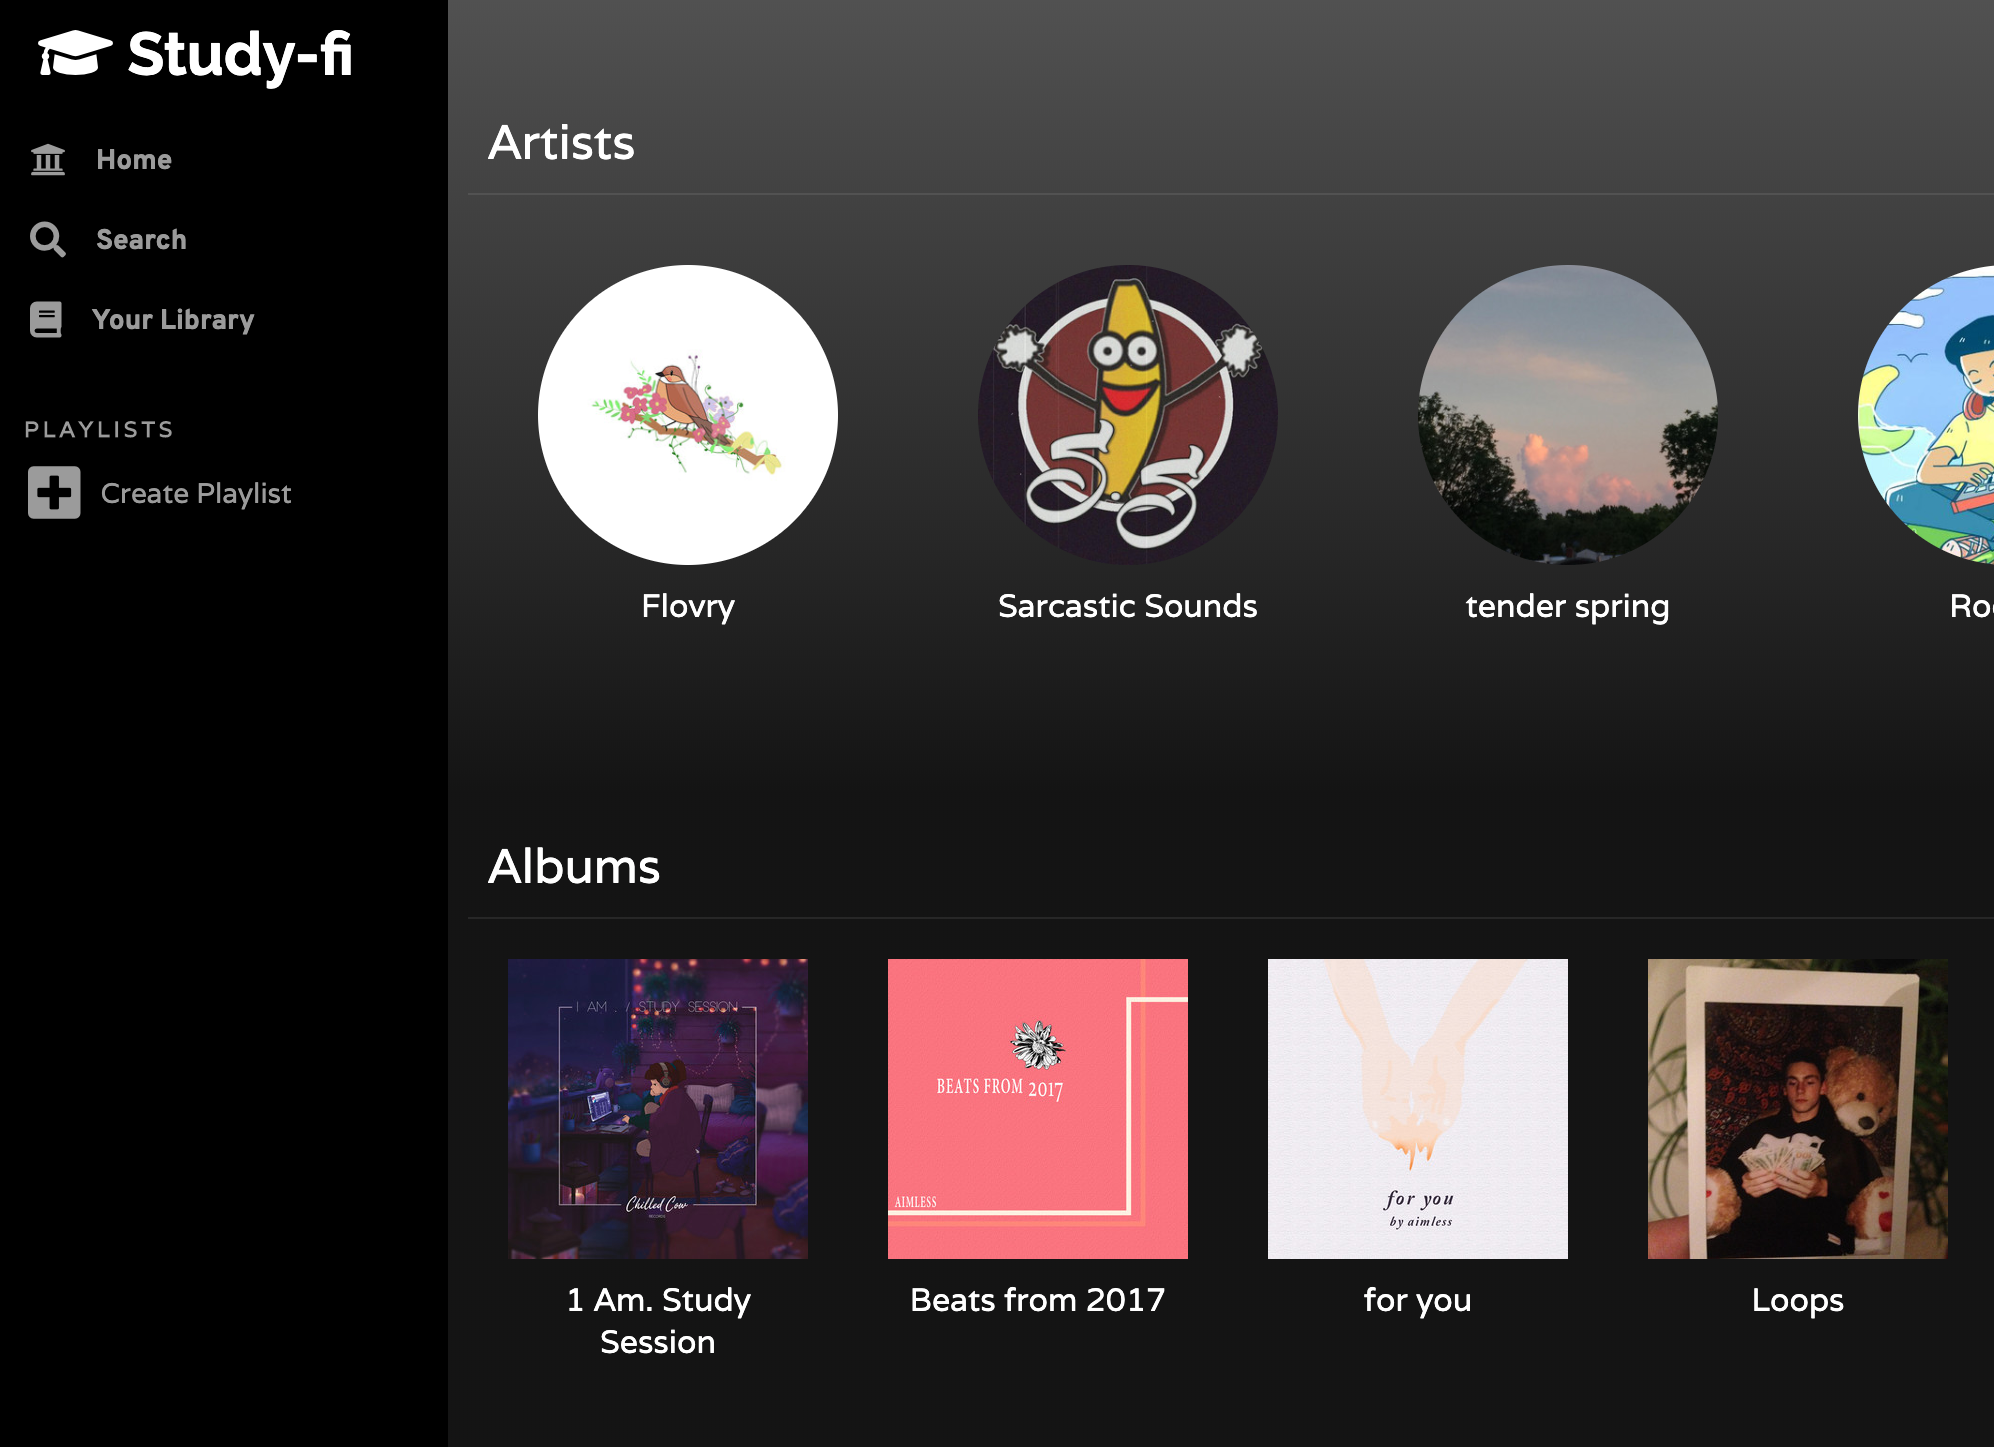 Study-fi
Home
Search
Your Library
PLAYLISTS
Create Playlist
Artists
Flovry
Sarcastic Sounds
tender spring
Albums
1 AM. / STUDY SESSION
Chilled Cow
RECORDS
1 Am. Study
Session
BEATS FROM 2017
AIMLESS
Beats from 2017
for you
by aimless
for you
Loops